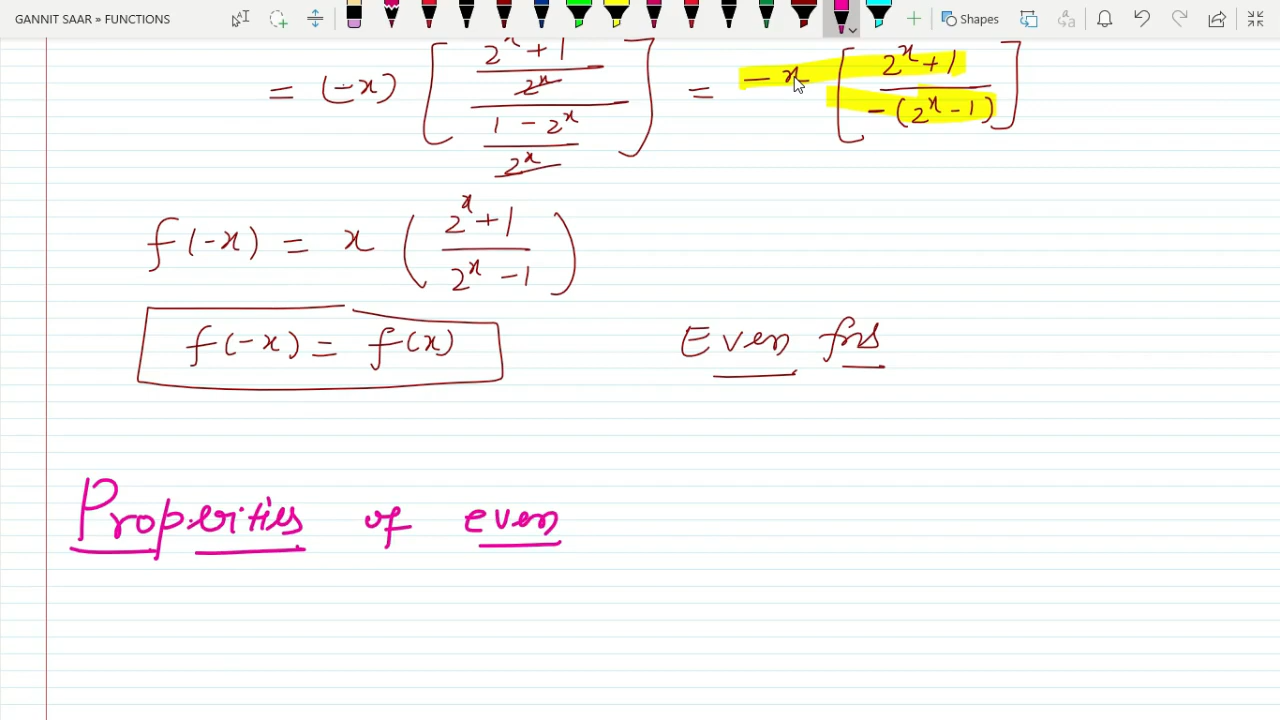 GANNIT SAAR » FUNCTIONS
Shapes
= (-x) [ ((2^x + 1)/2^x) / ((1 - 2^x)/2^x) ] = -x [ (2^x + 1) / (-(2^x - 1)) ]
f(-x) = x ( (2^x + 1) / (2^x - 1) )
f(-x) = f(x)
Even fns
Properities of even